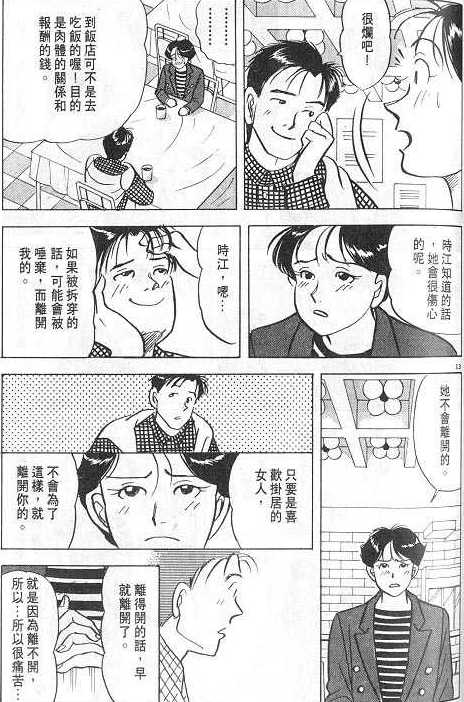 很爛吧！
…………
到飯店可不是去
吃飯的喔！目的
是肉體的關係和
報酬的錢。
時江知道的話
，她會很傷心
的呢。
時江，嗯…
如果被拆穿的
話，可能會被
唾棄，而離開
我的。
13
她不會離開的。
只要是喜
歡掛居的
女人，
不會為了
這樣，就
離開你的。
離得開的話，早
就離開了。
就是因為離不開，
所以…所以很痛苦…